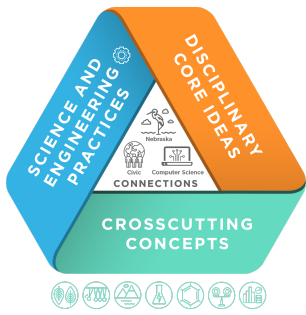 SCIENCE AND
ENGINEERING
PRACTICES
DISCIPLINARY
CORE IDEAS
Nebraska
Civic
Computer Science
CONNECTIONS
CROSSCUTTING
CONCEPTS